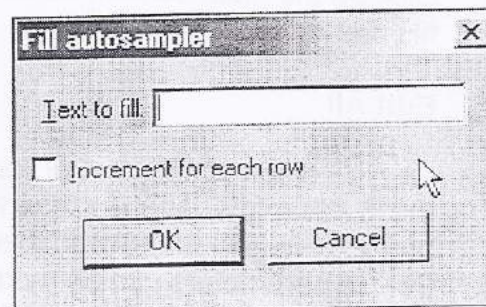 Fill autosampler
Text to fill:
Increment for each row
OK
Cancel